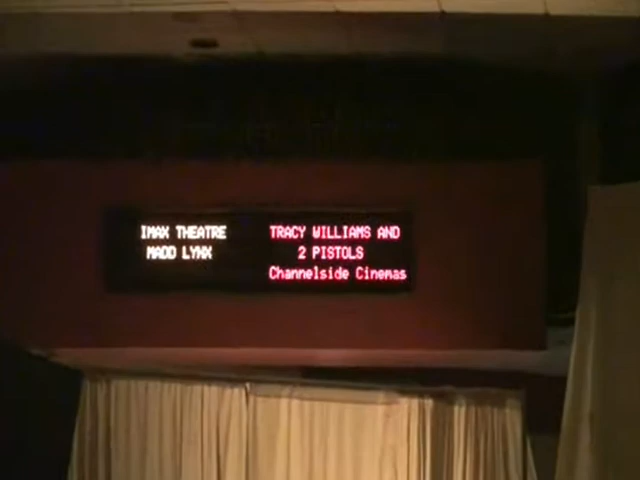 IMAX THEATRE
MADD LYNX
TRACY WILLIAMS AND
2 PISTOLS
Channelside Cinemas